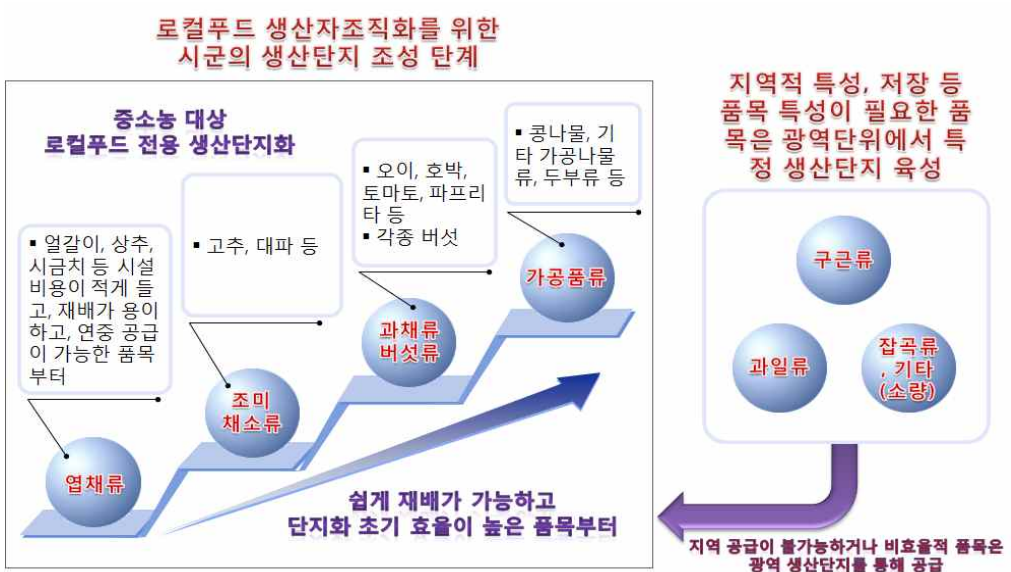 로컬푸드 생산자조직화를 위한
시군의 생산단지 조성 단계
중소농 대상
로컬푸드 전용 생산단지화
▪ 얼갈이, 상추,
시금치 등 시설
비용이 적게 들
고, 재배가 용이
하고, 연중 공급
이 가능한 품목
부터
▪ 고추, 대파 등
▪ 오이, 호박,
토마토, 파프리
타 등
▪ 각종 버섯
▪ 콩나물, 기
타 가공나물
류, 두부류 등
엽채류
조미
채소류
과채류
버섯류
가공품류
쉽게 재배가 가능하고
단지화 초기 효율이 높은 품목부터
지역적 특성, 저장 등
품목 특성이 필요한 품
목은 광역단위에서 특
정 생산단지 육성
구근류
과일류
잡곡류
, 기타
(소량)
지역 공급이 불가능하거나 비효율적 품목은
광역 생산단지를 통해 공급